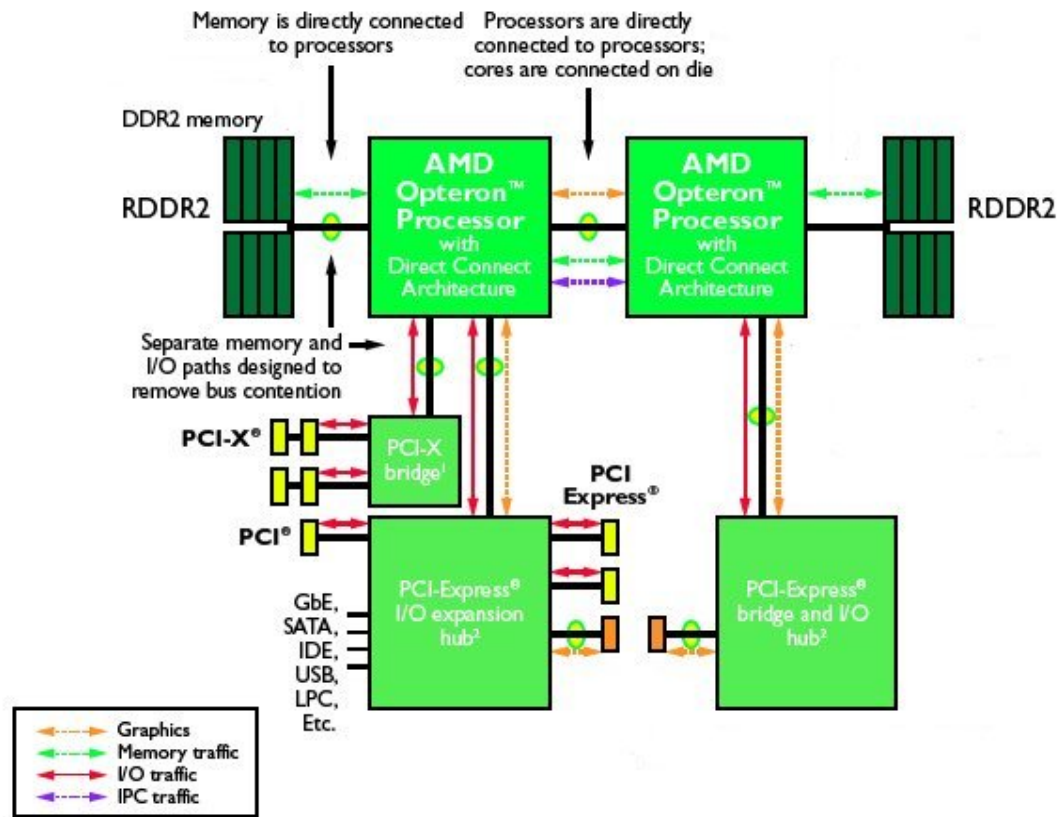 Memory is directly connected
to processors
Processors are directly
connected to processors;
cores are connected on die
DDR2 memory
RDDR2
AMD
Opteron™
Processor
with
Direct Connect
Architecture
AMD
Opteron™
Processor
with
Direct Connect
Architecture
RDDR2
Separate memory and
I/O paths designed to
remove bus contention
PCI-X®
PCI-X
bridge¹
PCI
Express®
PCI®
PCI-Express®
I/O expansion
hub²
PCI-Express®
bridge and I/O
hub²
GbE,
SATA,
IDE,
USB,
LPC,
Etc.
Graphics
Memory traffic
I/O traffic
IPC traffic